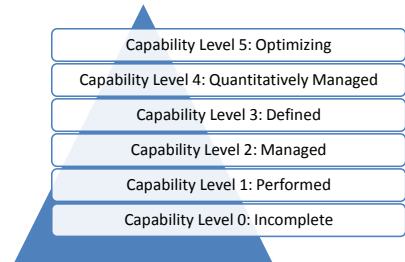 Capability Level 5: Optimizing
Capability Level 4: Quantitatively Managed
Capability Level 3: Defined
Capability Level 2: Managed
Capability Level 1: Performed
Capability Level 0: Incomplete